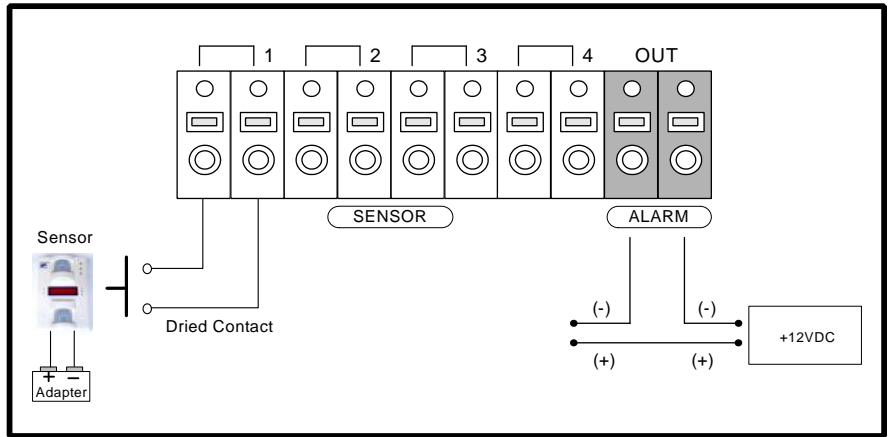 1 2 3 4 OUT
SENSOR ALARM
Sensor
Dried Contact
(-) (-)
+12VDC
(+) (+)
+ −
Adapter